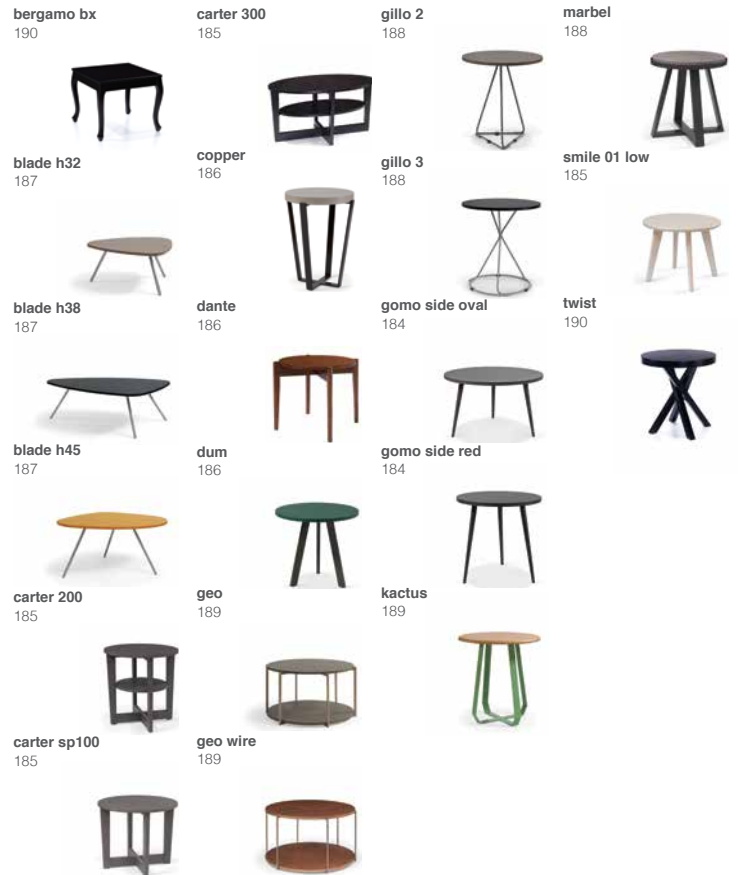 bergamo bx
190
blade h32
187
blade h38
187
blade h45
187
carter 200
185
carter sp100
185
carter 300
185
copper
186
dante
186
dum
186
geo
189
geo wire
189
gillo 2
188
gillo 3
188
gomo side oval
184
gomo side red
184
kactus
189
marbel
188
smile 01 low
185
twist
190